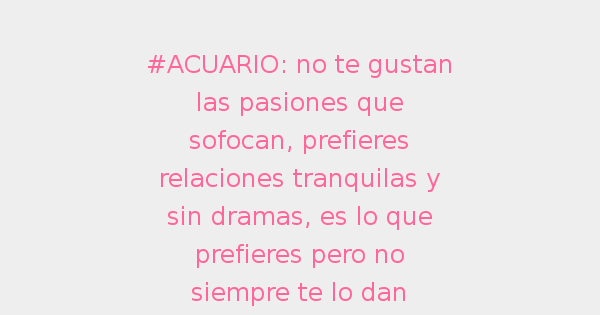 #ACUARIO: no te gustan
las pasiones que
sofocan, prefieres
relaciones tranquilas y
sin dramas, es lo que
prefieres pero no
siempre te lo dan